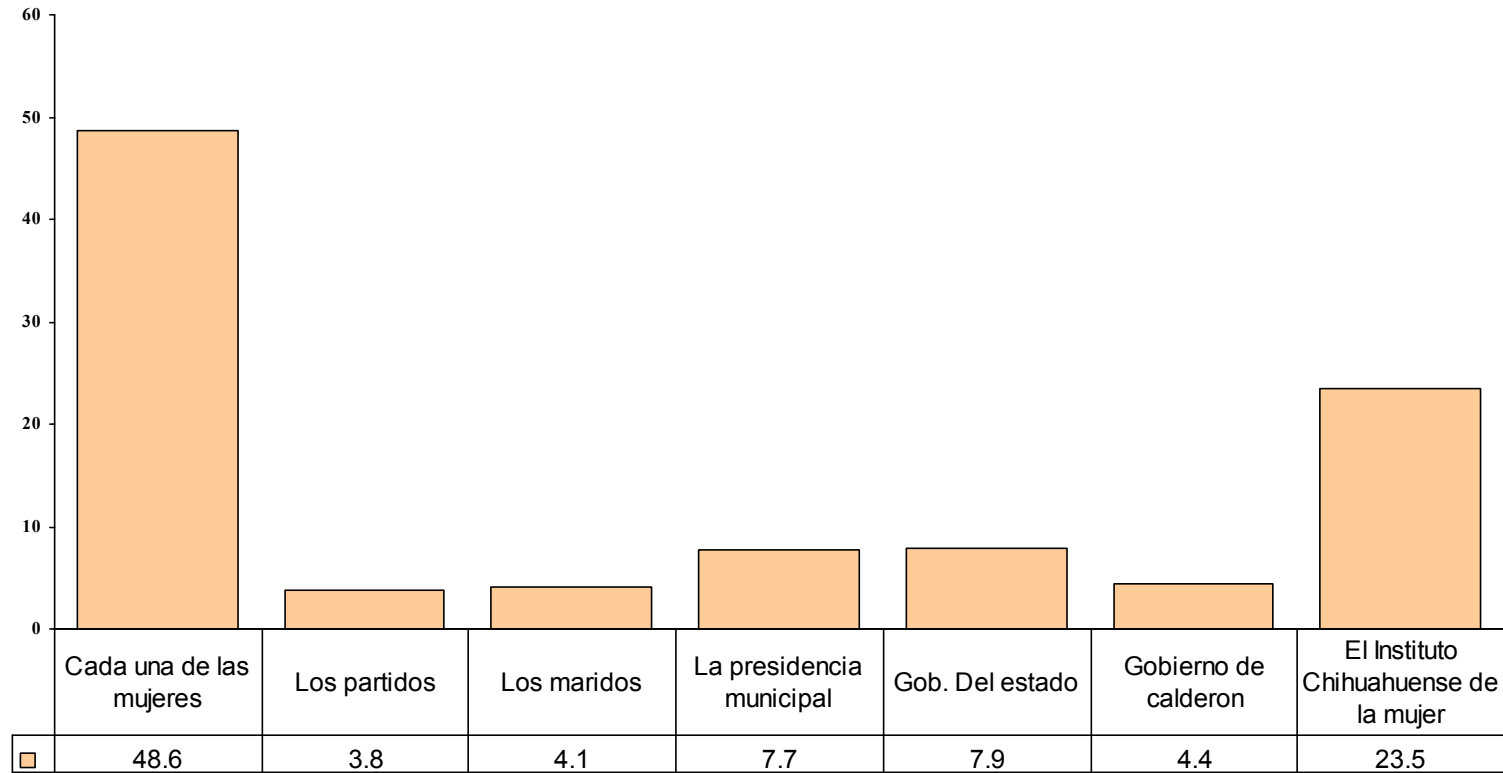 60
50
40
30
20
10
0
Cada una de las
mujeres
Los partidos
Los maridos
La presidencia
municipal
Gob. Del estado
Gobierno de
calderon
El Instituto
Chihuahuense de
la mujer
48.6 3.8 4.1 7.7 7.9 4.4 23.5